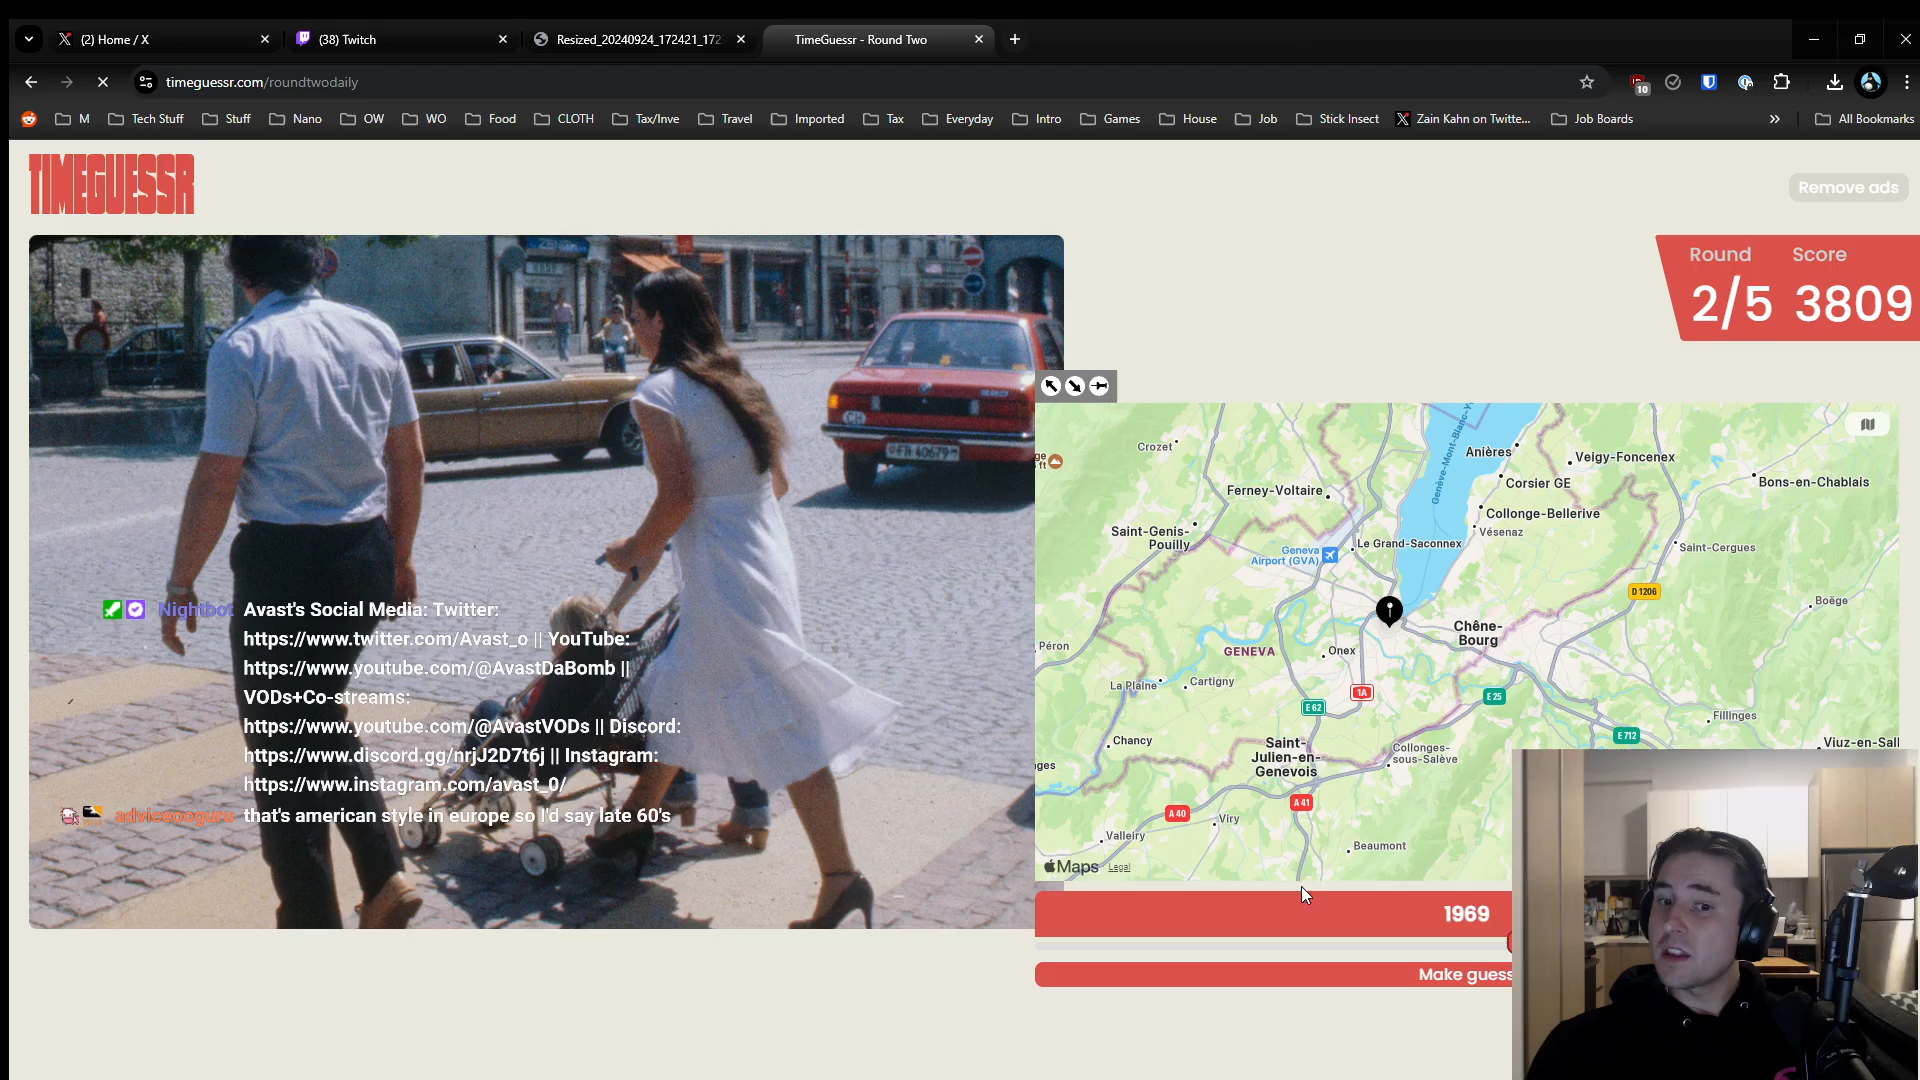 (2) Home / X
(38) Twitch
Resized_20240924_172421_172
TimeGuessr - Round Two
timeguessr.com/roundtwodaily
10
M
Tech Stuff
Stuff
Nano
OW
WO
Food
CLOTH
Tax/Inve
Travel
Imported
Tax
Everyday
Intro
Games
House
Job
Stick Insect
Zain Kahn on Twitte...
Job Boards
All Bookmarks
TIMEGUESSR
Remove ads
Round Score
2/5 3809
CH
FR 40679
Crozet
Anières
Veigy-Foncenex
Ferney-Voltaire
Corsier GE
Bons-en-Chablais
Collonge-Bellerive
Vésenaz
Saint-Genis-
Pouilly
Le Grand-Saconnex
Geneva
Airport (GVA)
Saint-Cergues
D 1206
Boëge
Chêne-
Bourg
Péron
GENEVA
Onex
La Plaine
Cartigny
1A
E 62
E 25
Fillinges
E 712
Chancy
Saint-
Julien-en-
Genevois
Collonges-
sous-Salève
Viuz-en-Sall
ges
A 40
A 41
Viry
Valleiry
Beaumont
Maps Legal
1969
Make guess
Nightbot Avast's Social Media: Twitter:
https://www.twitter.com/Avast_o || YouTube:
https://www.youtube.com/@AvastDaBomb ||
VODs+Co-streams:
https://www.youtube.com/@AvastVODs || Discord:
https://www.discord.gg/nrjJ2D7t6j || Instagram:
https://www.instagram.com/avast_0/
adviceooguru that's american style in europe so I'd say late 60's